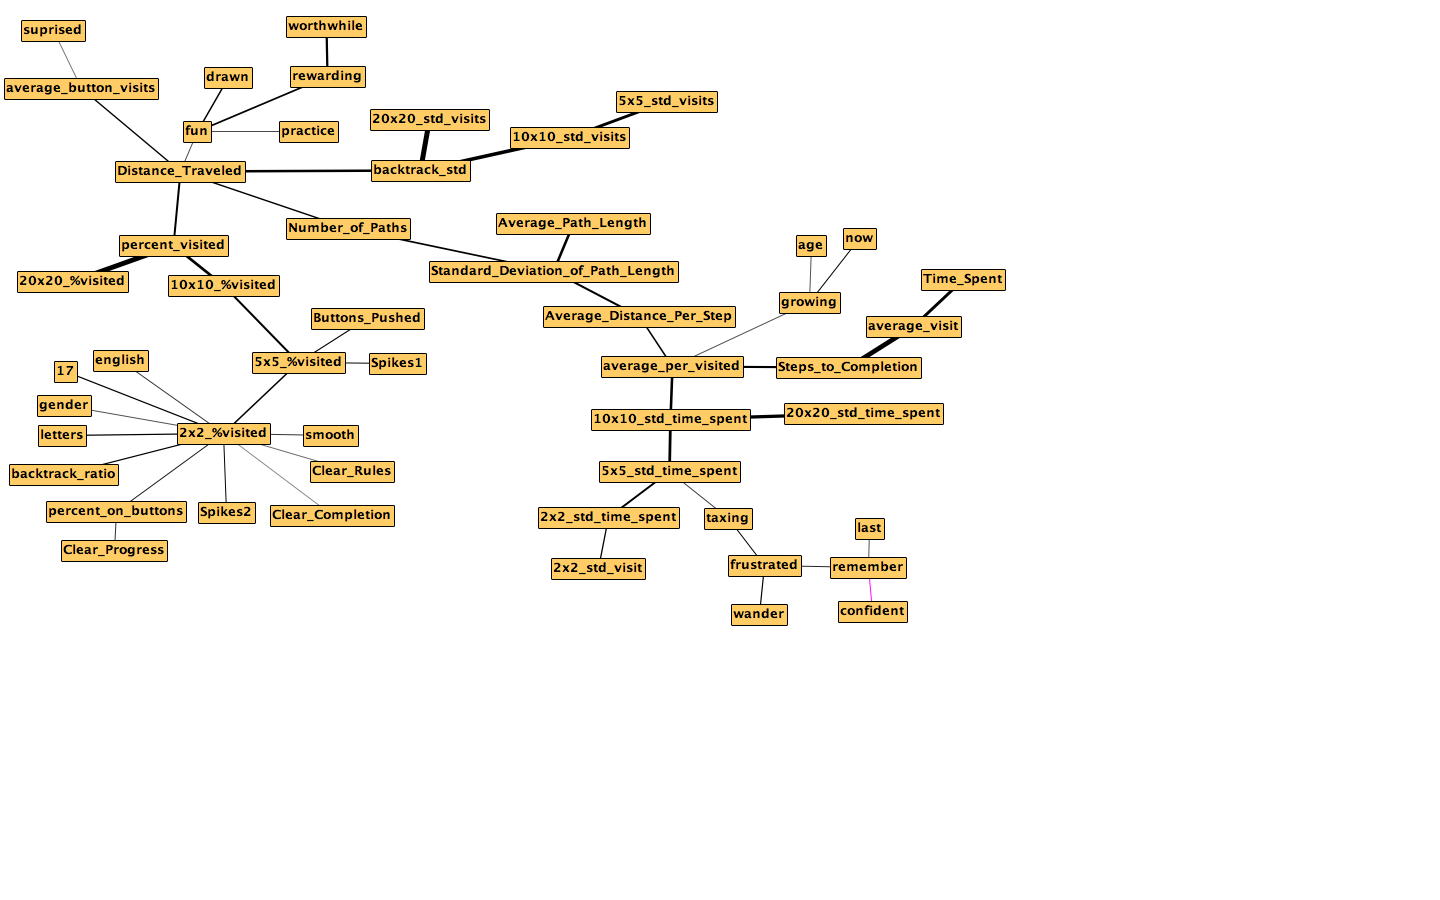 suprised
worthwhile
average_button_visits
drawn
rewarding
fun
practice
20x20_std_visits
5x5_std_visits
10x10_std_visits
Distance_Traveled
backtrack_std
Number_of_Paths
Average_Path_Length
percent_visited
age
now
20x20_%visited
10x10_%visited
Standard_Deviation_of_Path_Length
Time_Spent
growing
Buttons_Pushed
Average_Distance_Per_Step
average_visit
17
english
5x5_%visited
Spikes1
average_per_visited
Steps_to_Completion
gender
10x10_std_time_spent
20x20_std_time_spent
letters
2x2_%visited
smooth
backtrack_ratio
Clear_Rules
5x5_std_time_spent
percent_on_buttons
Spikes2
Clear_Completion
2x2_std_time_spent
taxing
last
Clear_Progress
2x2_std_visit
frustrated
remember
wander
confident